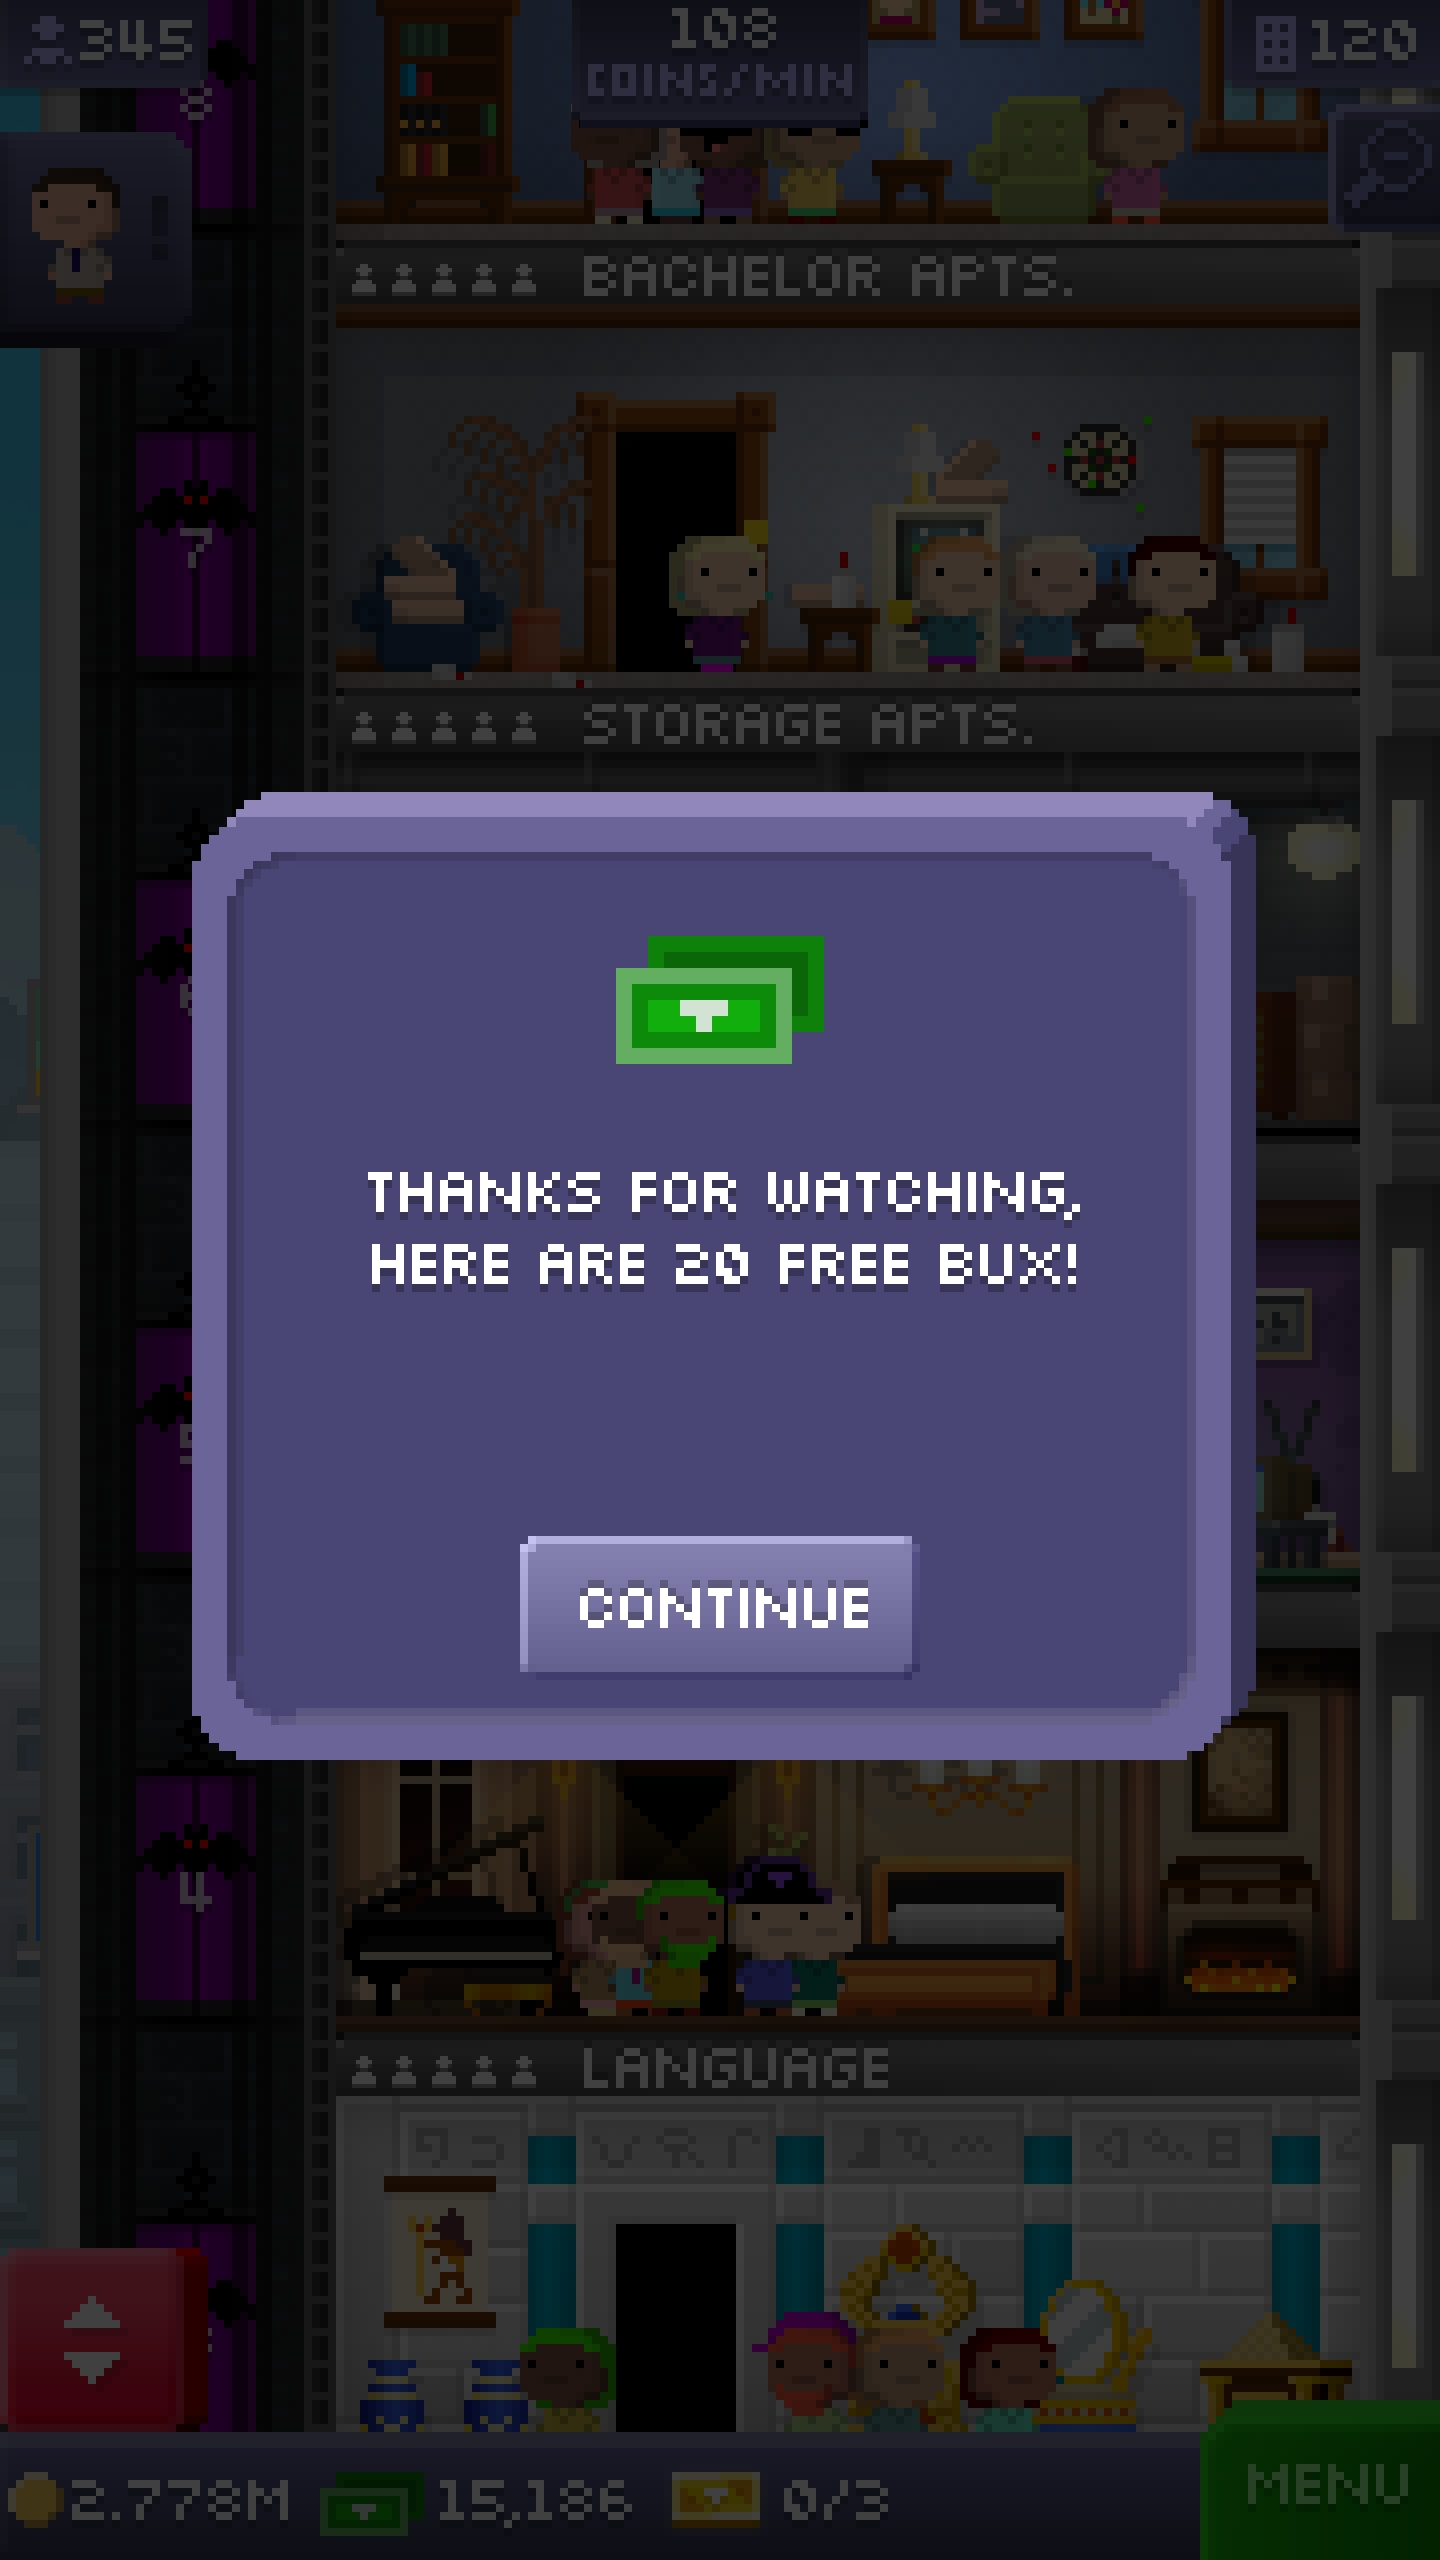 345
108
COINS/MIN
120
8
BACHELOR APTS.
7
STORAGE APTS.
THANKS FOR WATCHING,
HERE ARE 20 FREE BUX!
CONTINUE
4
LANGUAGE
2.778M
15,186
0/3
MENU